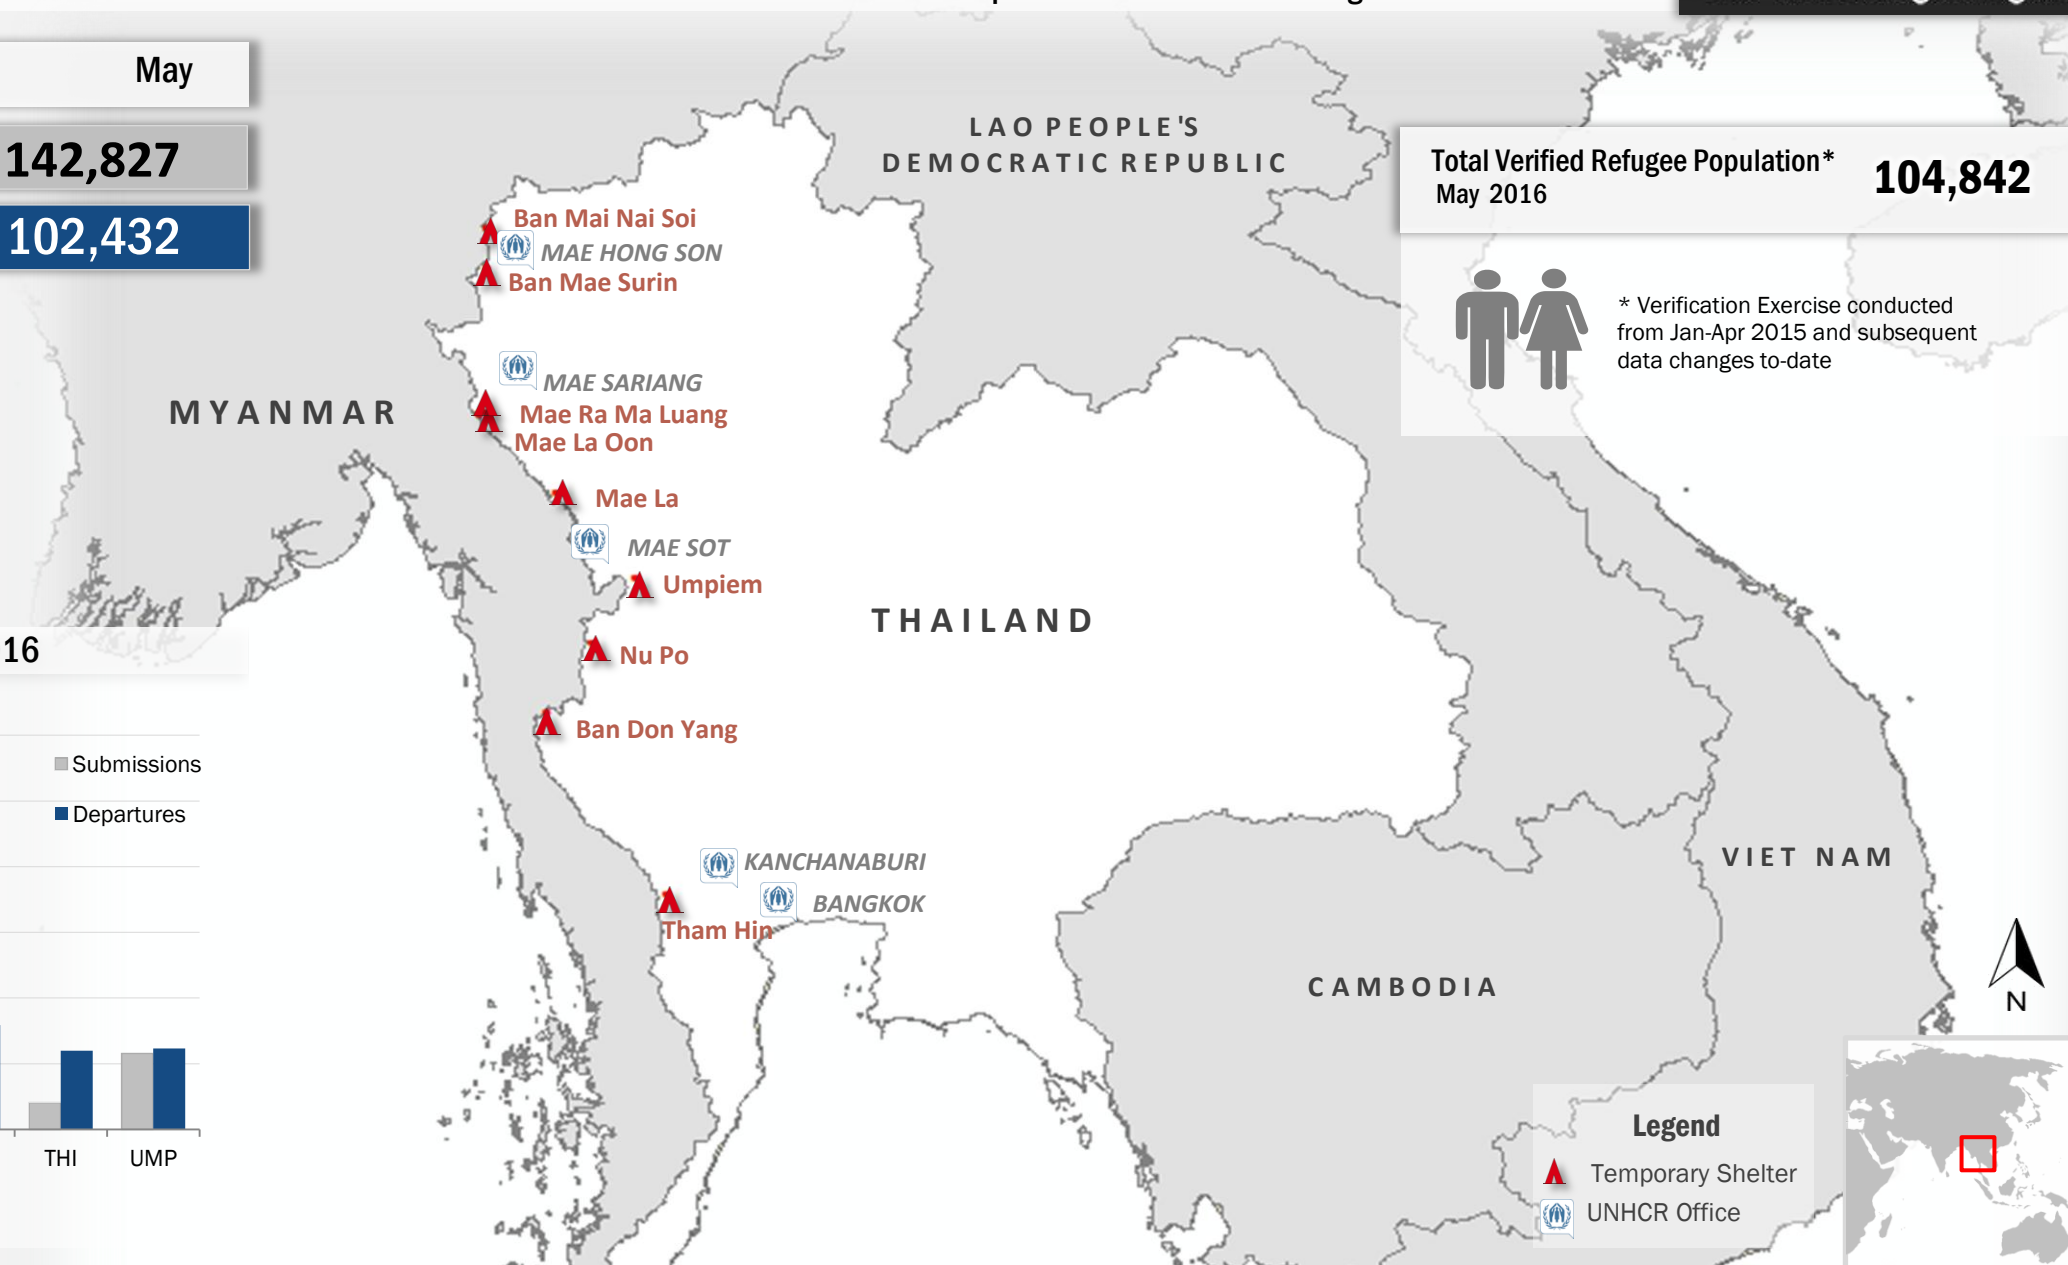 May
142,827
102,432
LAO PEOPLE'S
DEMOCRATIC REPUBLIC
Total Verified Refugee Population*
May 2016
104,842
* Verification Exercise conducted
from Jan-Apr 2015 and subsequent
data changes to-date
Ban Mai Nai Soi
MAE HONG SON
Ban Mae Surin
MAE SARIANG
MYANMAR
Mae Ra Ma Luang
Mae La Oon
Mae La
MAE SOT
Umpiem
THAILAND
Nu Po
Ban Don Yang
16
Submissions
Departures
KANCHANABURI
BANGKOK
Tham Hin
VIET NAM
CAMBODIA
N
THI
UMP
Legend
Temporary Shelter
UNHCR Office